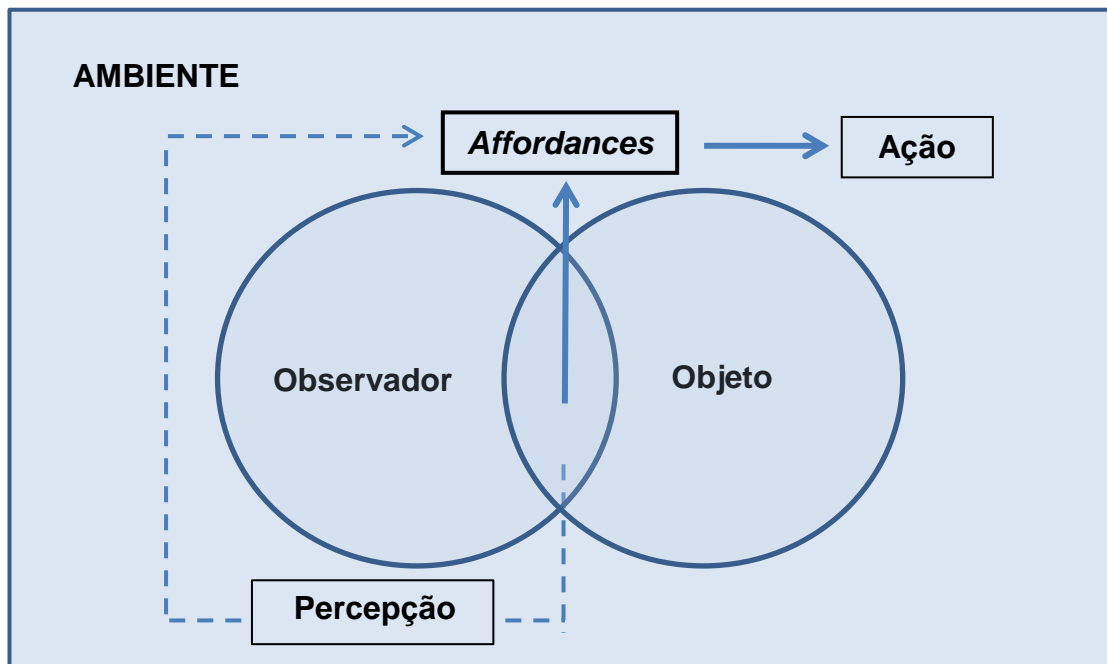 AMBIENTE
Affordances
Ação
Observador
Objeto
Percepção